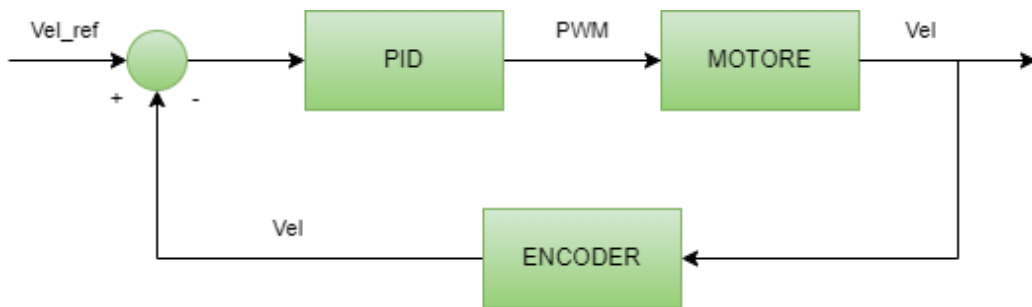 Vel_ref
PWM
Vel
PID
MOTORE
+
-
Vel
ENCODER